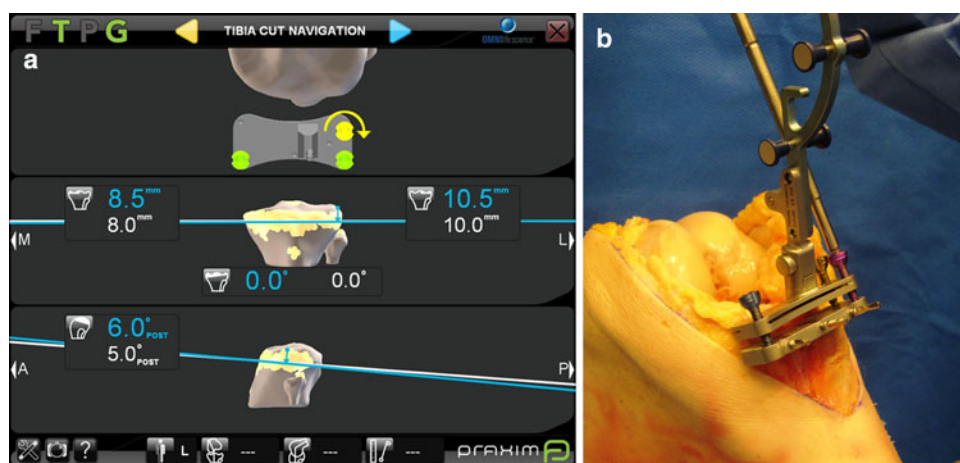 FTPG TIBIA CUT NAVIGATION OMNIlifescience
a
b
8.5mm
8.0mm
10.5mm
10.0mm
M
L
0.0° 0.0°
6.0° POST
5.0° POST
A
P
? L --- --- --- PRAXIM